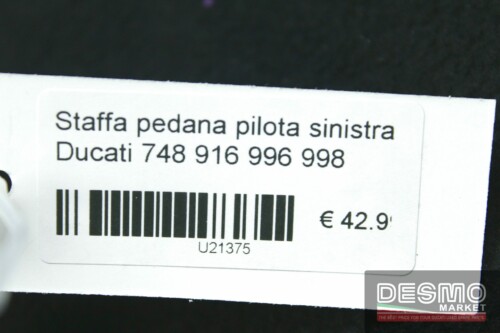 Staffa pedana pilota sinistra
Ducati 748 916 996 998
€ 42.9
U21375
DESMO
MARKET